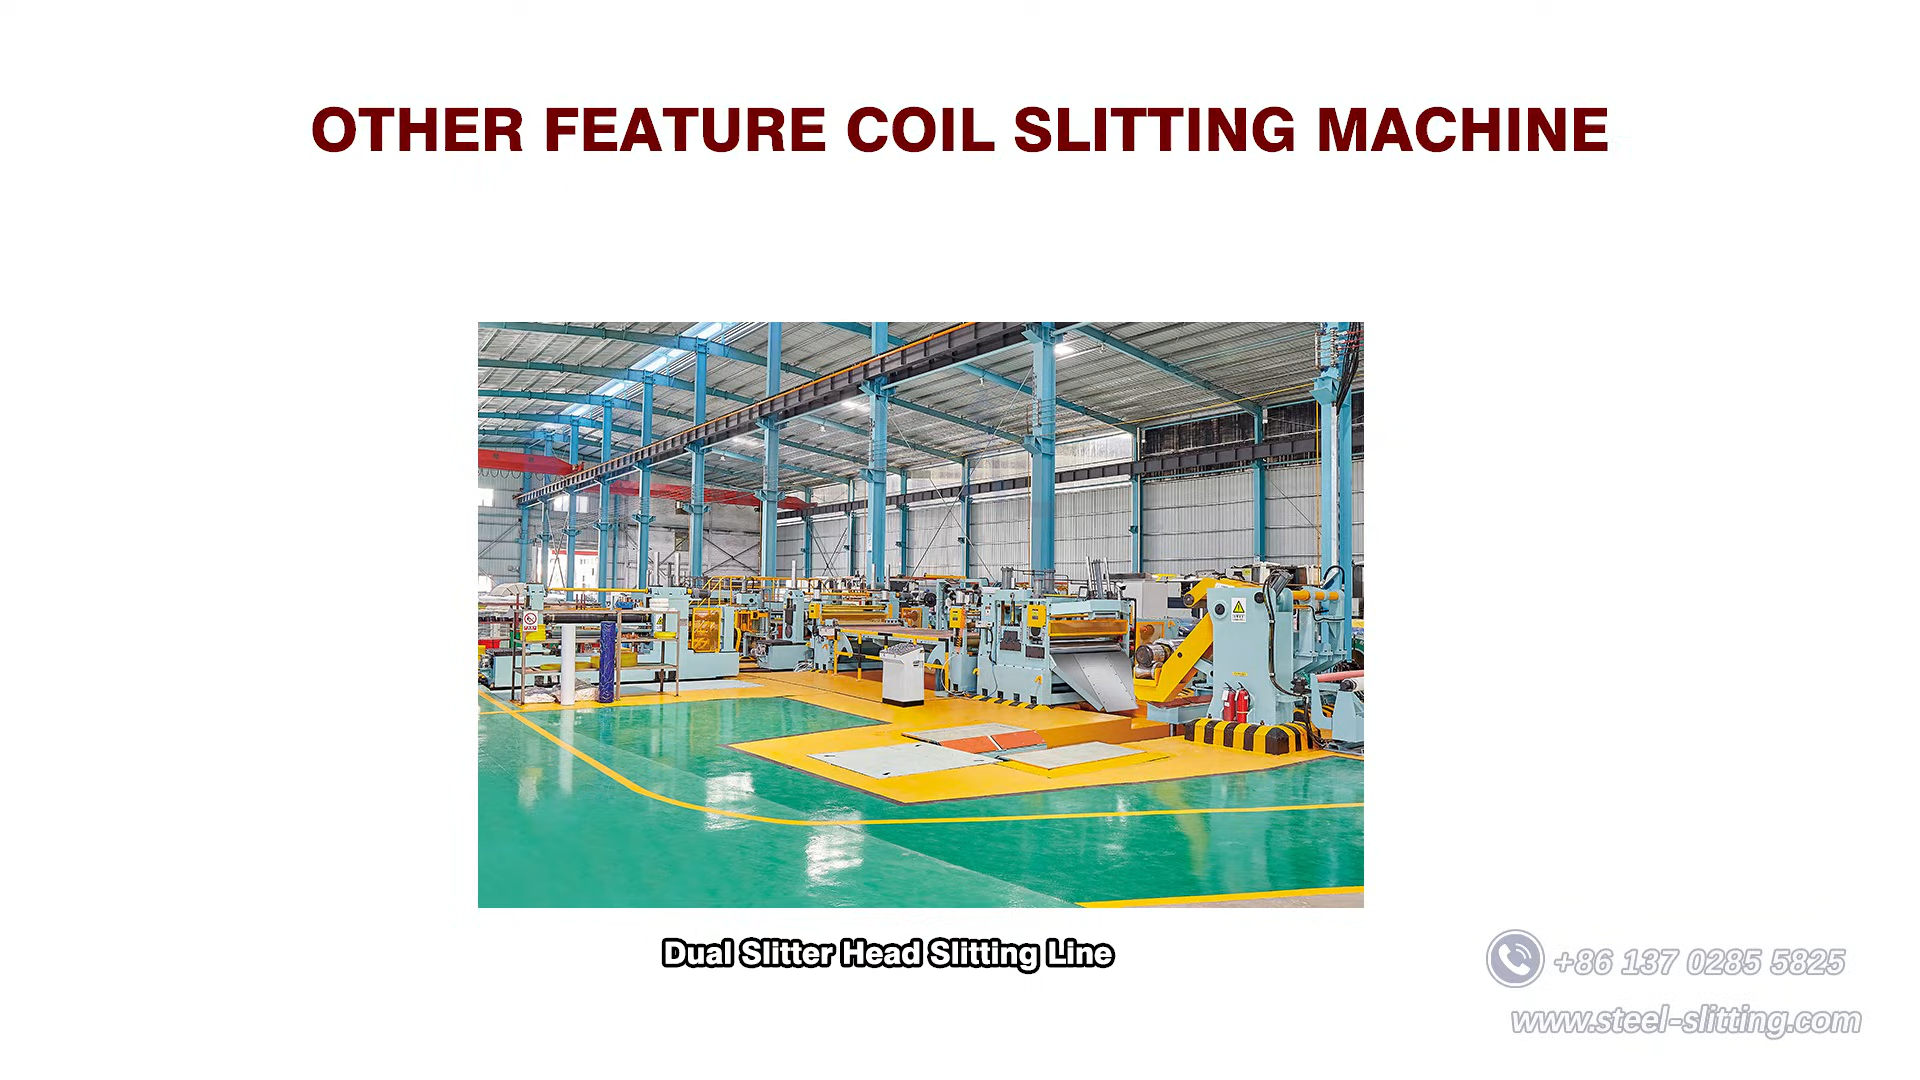 OTHER FEATURE COIL SLITTING MACHINE
Dual Slitter Head Slitting Line
+86 137 0285 5825
www.steel-slitting.com